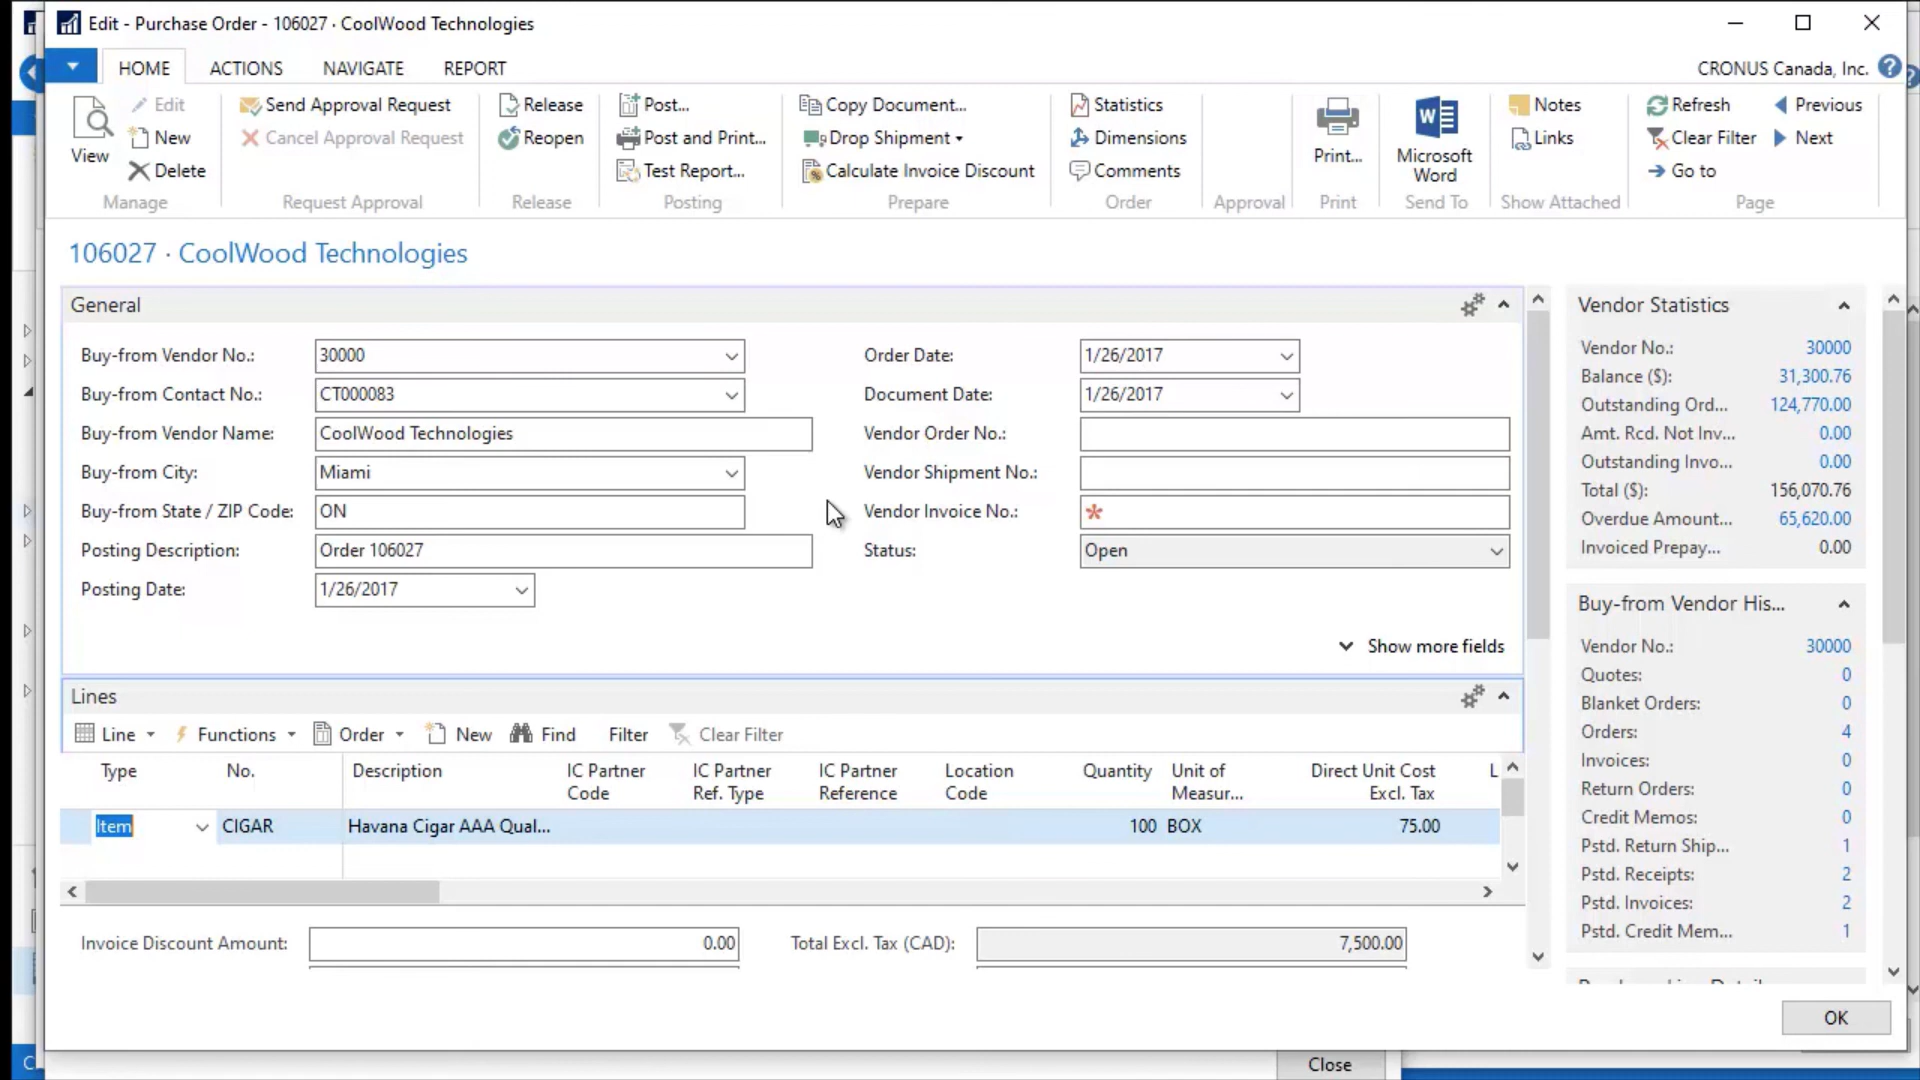 Edit - Purchase Order - 106027 · CoolWood Technologies
HOME ACTIONS NAVIGATE REPORT
CRONUS Canada, Inc.
View
Edit
New
Delete
Manage
Send Approval Request
Cancel Approval Request
Request Approval
Release
Reopen
Release
Post...
Post and Print...
Test Report...
Posting
Copy Document...
Drop Shipment
Calculate Invoice Discount
Prepare
Statistics
Dimensions
Comments
Order
Approval
Print...
Print
Microsoft
Word
Send To
Notes
Links
Show Attached
Refresh
Clear Filter
Go to
Previous
Next
Page
106027 · CoolWood Technologies
General
Buy-from Vendor No.: 30000
Buy-from Contact No.: CT000083
Buy-from Vendor Name: CoolWood Technologies
Buy-from City: Miami
Buy-from State / ZIP Code: ON
Posting Description: Order 106027
Posting Date: 1/26/2017
Order Date: 1/26/2017
Document Date: 1/26/2017
Vendor Order No.:
Vendor Shipment No.:
Vendor Invoice No.: *
Status: Open
Show more fields
Lines
Line Functions Order New Find Filter Clear Filter
Type No. Description IC Partner Code IC Partner Ref. Type IC Partner Reference Location Code Quantity Unit of Measur... Direct Unit Cost Excl. Tax L
Item CIGAR Havana Cigar AAA Qual... 100 BOX 75.00
Invoice Discount Amount: 0.00 Total Excl. Tax (CAD): 7,500.00
Vendor Statistics
Vendor No.: 30000
Balance ($): 31,300.76
Outstanding Ord... 124,770.00
Amt. Rcd. Not Inv... 0.00
Outstanding Invo... 0.00
Total ($): 156,070.76
Overdue Amount... 65,620.00
Invoiced Prepay... 0.00
Buy-from Vendor His...
Vendor No.: 30000
Quotes: 0
Blanket Orders: 0
Orders: 4
Invoices: 0
Return Orders: 0
Credit Memos: 0
Pstd. Return Ship... 1
Pstd. Receipts: 2
Pstd. Invoices: 2
Pstd. Credit Mem... 1
OK
Close